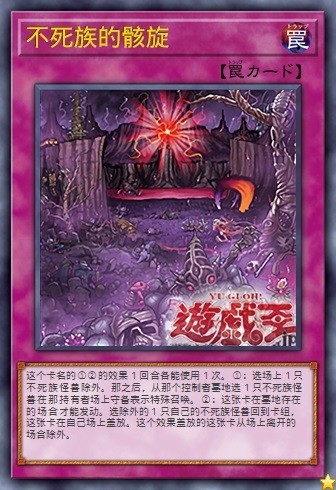 不死族的骸旋
トラップ
罠
【罠カード】
YU-GI-OH!
遊戯王
这个卡名的①②的效果1回合各能使用1次。①：选场上1只
不死族怪兽除外。那之后，从那个控制者墓地选1只不死族怪
兽在那持有者场上守备表示特殊召唤。②：这张卡在墓地存在
的场合才能发动。选除外的1只自己的不死族怪兽回到卡组，
这张卡在自己场上盖放。这个效果盖放的这张卡从场上离开的
场合除外。